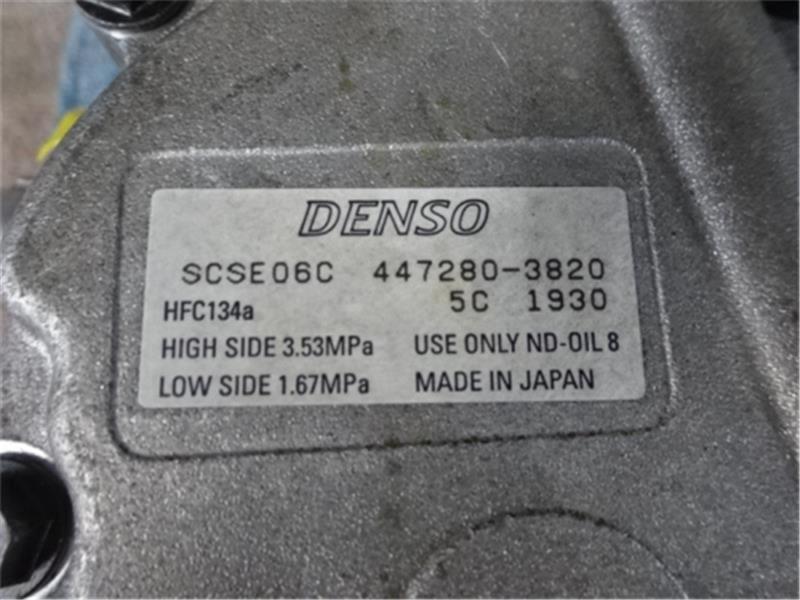 DENSO
SCSE06C 447280-3820
HFC134a 5C 1930
HIGH SIDE 3.53MPa USE ONLY ND-OIL 8
LOW SIDE 1.67MPa MADE IN JAPAN